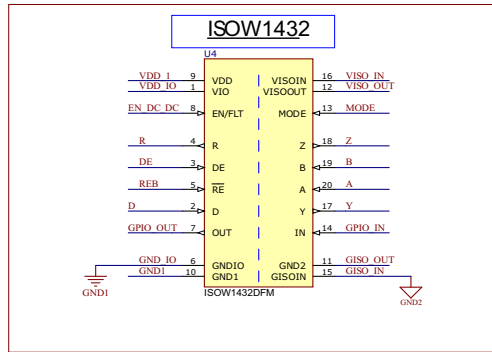 ISOW1432
U4
VDD_1 9 VDD VISOIN 16 VISO_IN
VDD_IO 1 VIO VISOOUT 12 VISO_OUT
EN_DC_DC 8 EN/FLT MODE 13 MODE
R 4 R Z 18 Z
DE 3 DE B 19 B
REB 5 RE A 20 A
D 2 D Y 17 Y
GPIO_OUT 7 OUT IN 14 GPIO_IN
GND_IO 6 GNDIO GND2 11 GISO_OUT
GND1 10 GND1 GISOIN 15 GISO_IN
GND1
GND2
ISOW1432DFM